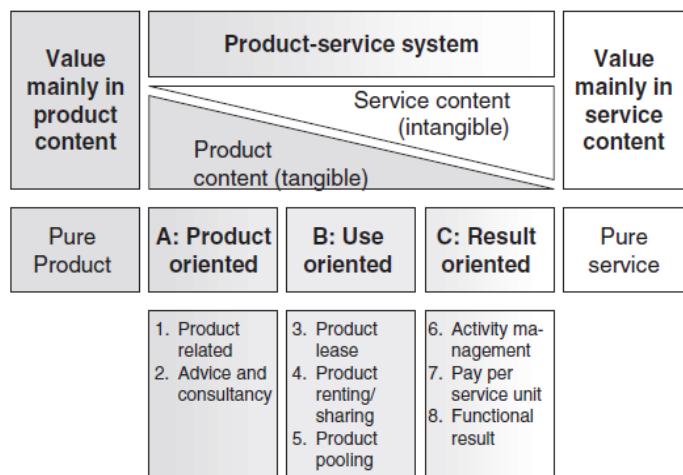 Value
mainly in
product
content
Product-service system
Service content
(intangible)
Product
content (tangible)
Value
mainly in
service
content
Pure
Product
A: Product
oriented
B: Use
oriented
C: Result
oriented
Pure
service
1. Product
related
2. Advice and
consultancy
3. Product
lease
4. Product
renting/
sharing
5. Product
pooling
6. Activity ma-
nagement
7. Pay per
service unit
8. Functional
result